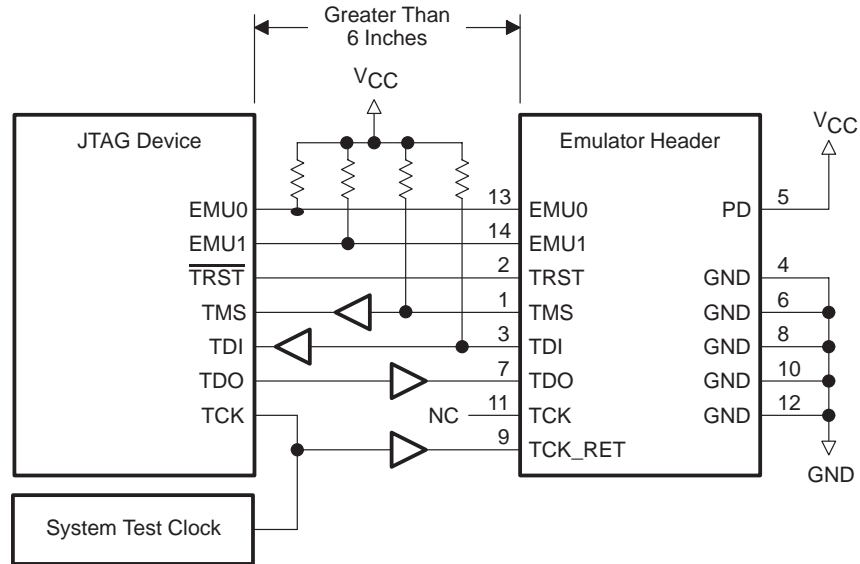 Greater Than
6 Inches
VCC
JTAG Device
Emulator Header
VCC
EMU0
13
EMU0
PD
5
EMU1
14
EMU1
TRST
2
TRST
GND
4
TMS
1
TMS
GND
6
TDI
3
TDI
GND
8
TDO
7
TDO
GND
10
TCK
NC
11
TCK
GND
12
9
TCK_RET
GND
System Test Clock